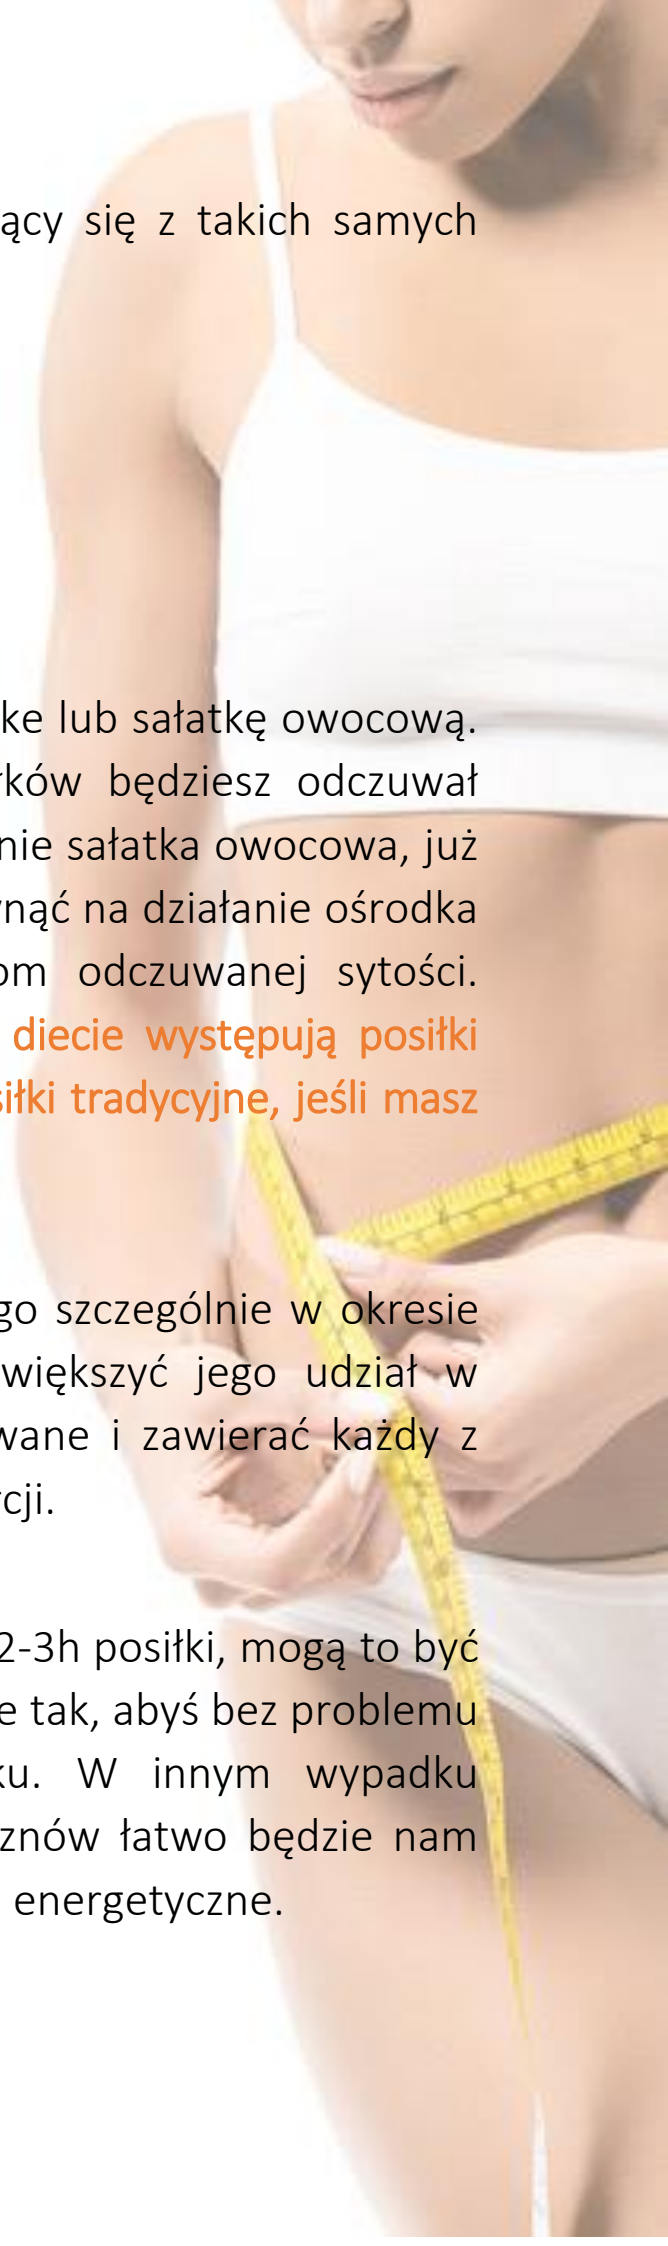 ący się z takich samych
ke lub sałatkę owocową.
łków będziesz odczuwał
nie sałatka owocowa, już
nąć na działanie ośrodka
om odczuwanej sytości.
diecie występują posiłki
siłki tradycyjne, jeśli masz
go szczególnie w okresie
większyć jego udział w
wane i zawierać każdy z
cji.
2-3h posiłki, mogą to być
e tak, abyś bez problemu
ku. W innym wypadku
znów łatwo będzie nam
energetyczne.